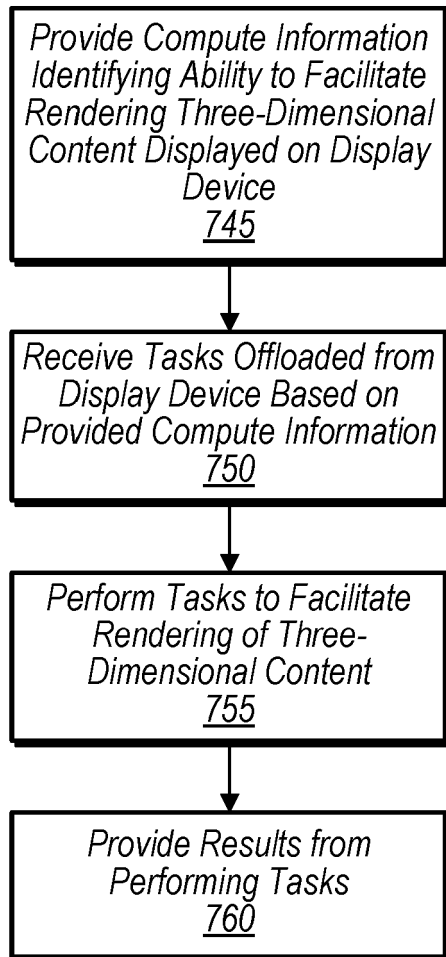 Provide Compute Information
Identifying Ability to Facilitate
Rendering Three-Dimensional
Content Displayed on Display
Device
745
Receive Tasks Offloaded from
Display Device Based on
Provided Compute Information
750
Perform Tasks to Facilitate
Rendering of Three-
Dimensional Content
755
Provide Results from
Performing Tasks
760